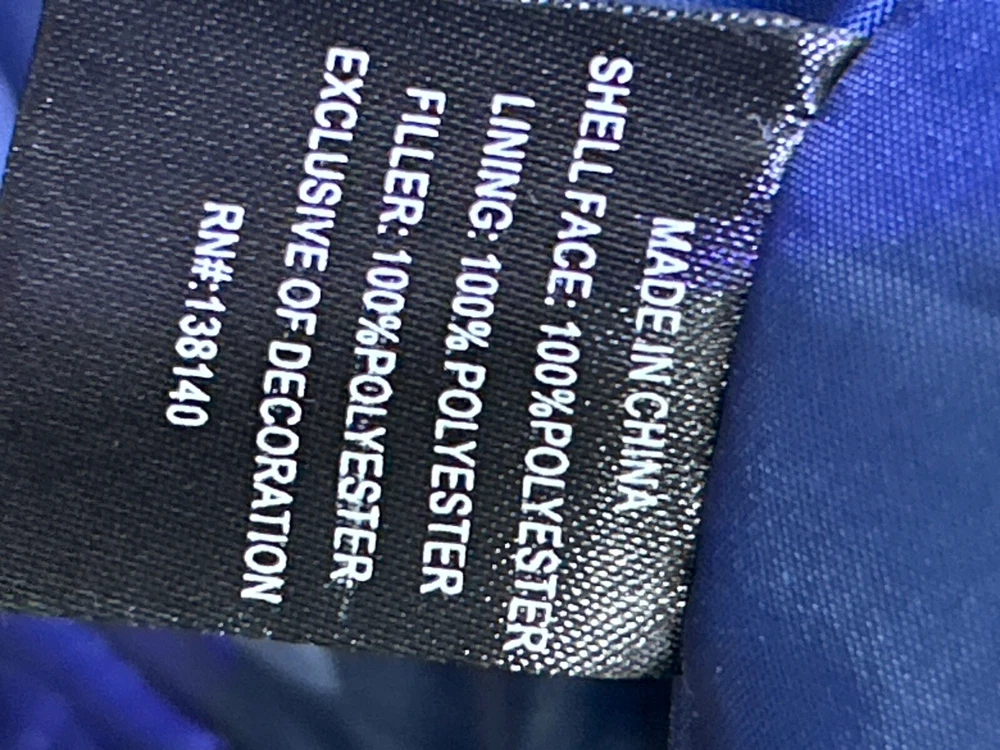 MADE IN CHINA
SHELL FACE: 100%POLYESTER
LINING: 100% POLYESTER
FILLER: 100%POLYESTER
EXCLUSIVE OF DECORATION
RN#:138140